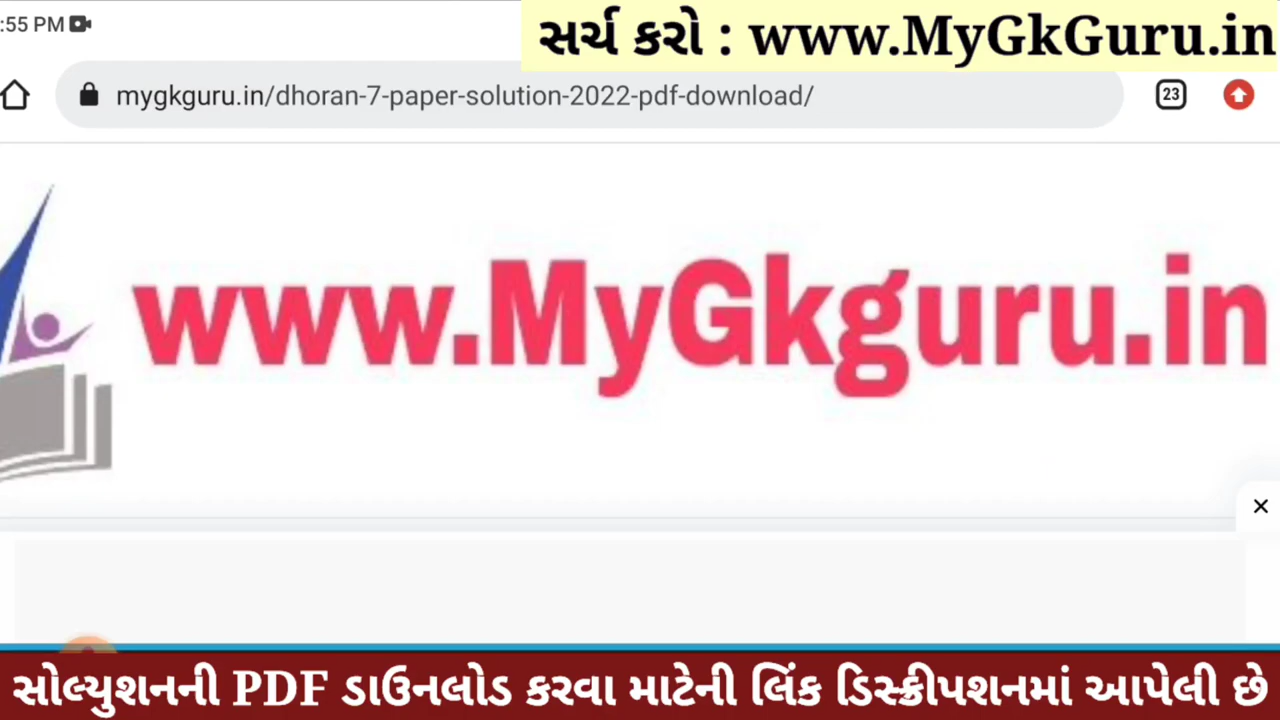 :55 PM
સર્ચ કરો : www.MyGkGuru.in
mygkguru.in/dhoran-7-paper-solution-2022-pdf-download/
23
www.MyGkguru.in
સોલ્યુશનની PDF ડાઉનલોડ કરવા માટેની લિંક ડિસ્ક્રીપશનમાં આપેલી છે